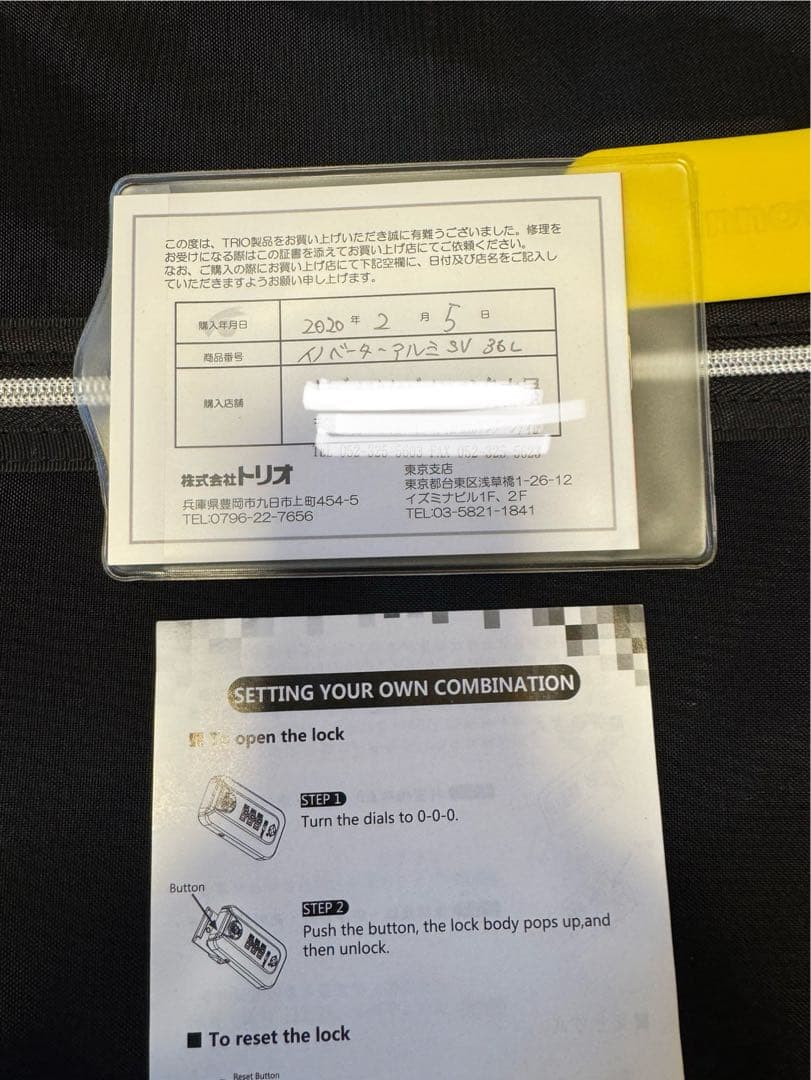 この度は、TRIO製品をお買い上げいただき誠に有難うございました。修理を
お受けになる際はこの証書を添えてお買い上げ店にてご依頼ください。
なお、ご購入の際にお買い上げ店にて下記空欄に、日付及び店名をご記入し
ていただきますようお願い申し上げます。
購入年月日 2020 年 2 月 5 日
商品番号 イノベーターアルミSV 36L
購入店舗
株式会社トリオ
兵庫県豊岡市九日市上町454-5
TEL:0796-22-7656
東京支店
東京都台東区浅草橋1-26-12
イズミナビル1F、2F
TEL:03-5821-1841
SETTING YOUR OWN COMBINATION
To open the lock
STEP 1
Turn the dials to 0-0-0.
Button
STEP 2
Push the button, the lock body pops up,and
then unlock.
To reset the lock
Reset Button